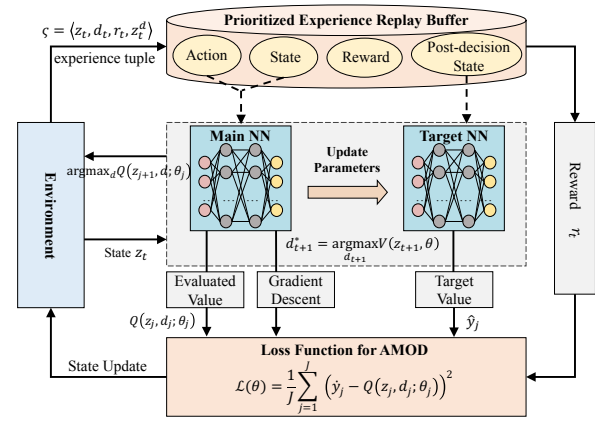 Prioritized Experience Replay Buffer
ς = ⟨z_t, d_t, r_t, z_t^d⟩
experience tuple
Action
State
Reward
Post-decision
State
Main NN
Target NN
Update
Parameters
argmax_d Q(z_{j+1}, d; θ_j)
Environment
State z_t
d*_{t+1} = argmax_{d_{t+1}} V(z_{t+1}, θ)
Reward r_t
Evaluated
Value
Gradient
Descent
Target
Value
Q(z_j, d_j; θ_j)
ŷ_j
State Update
Loss Function for AMOD
ℒ(θ) = 1/J ∑_{j=1}^{J} (ẏ_j − Q(z_j, d_j; θ_j))²